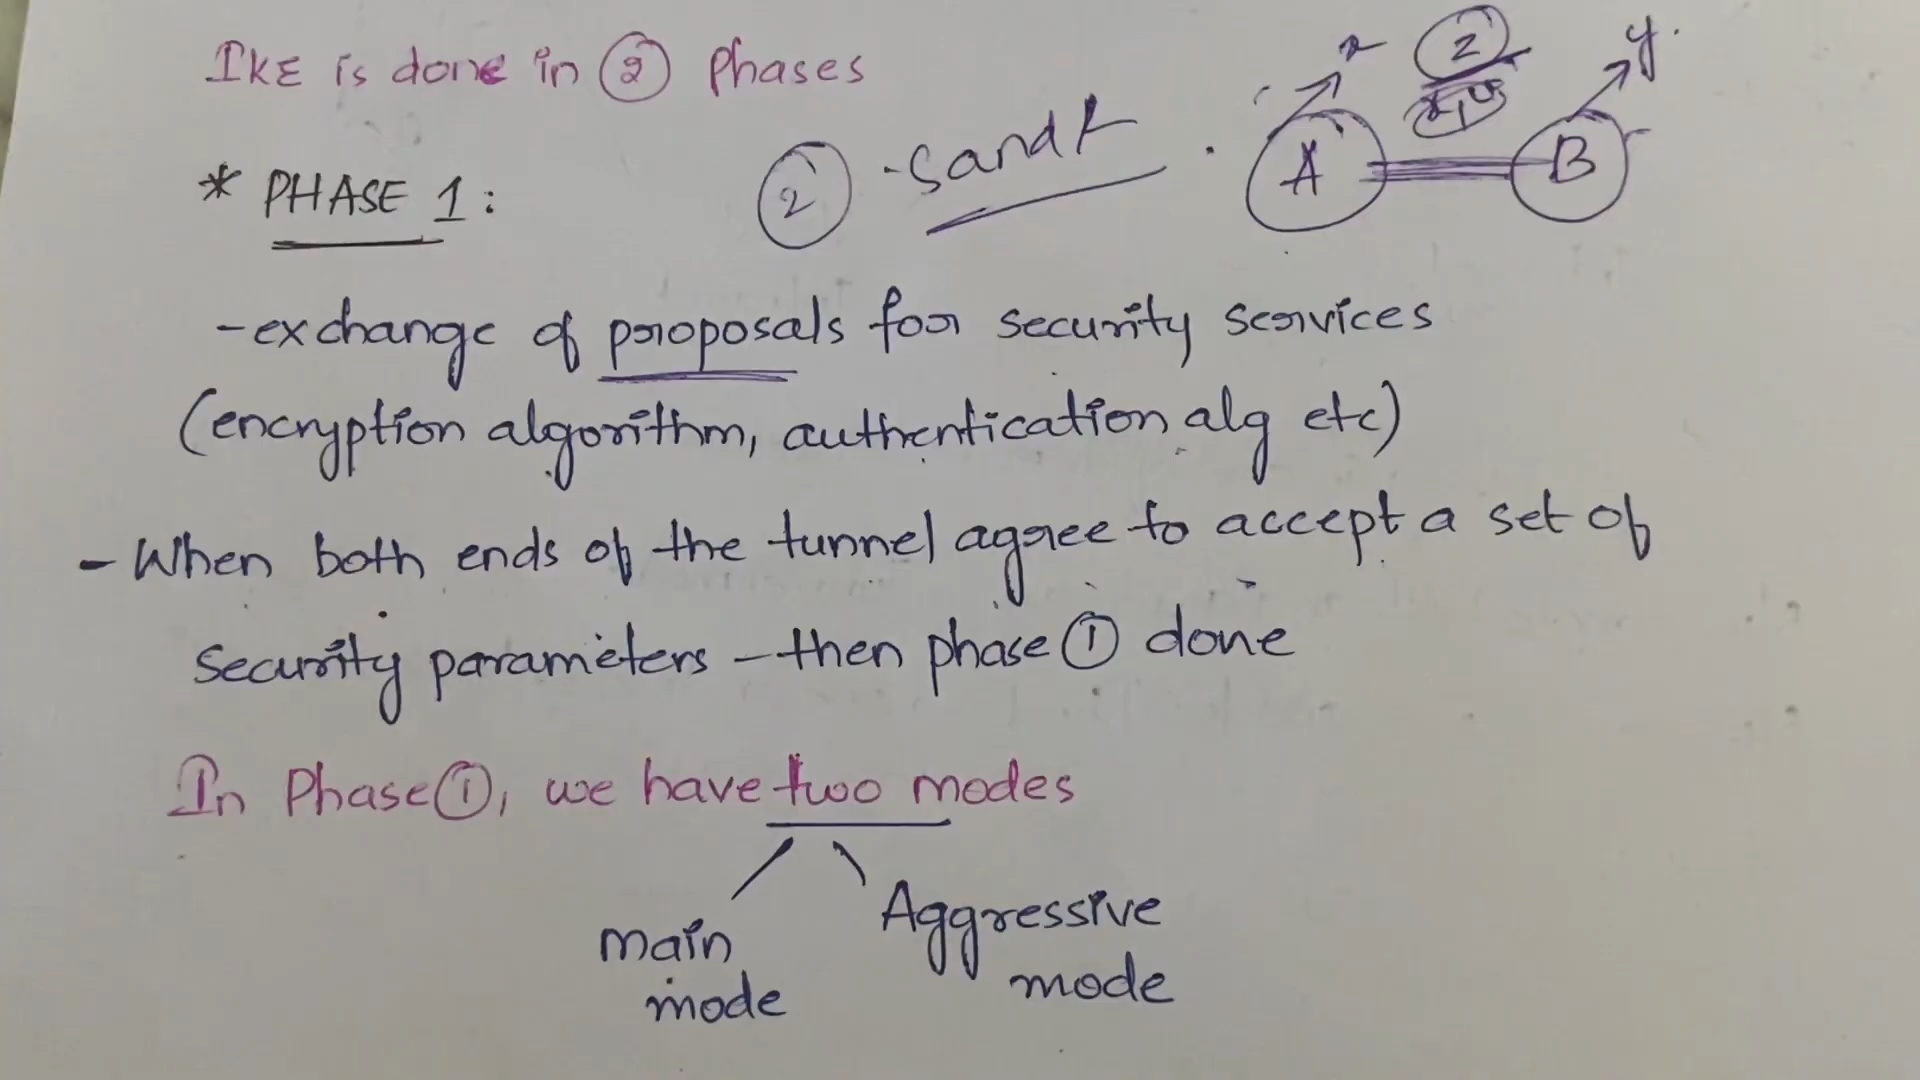 IKE is done in ② Phases
* PHASE 1:
② - S and K
x
Z
y.
A
B
- exchange of proposals for security services
(encryption algorithm, authentication alg etc)
- When both ends of the tunnel agree to accept a set of
security parameters - then phase ① done
In Phase ①, we have two modes
main
mode
Aggressive
mode